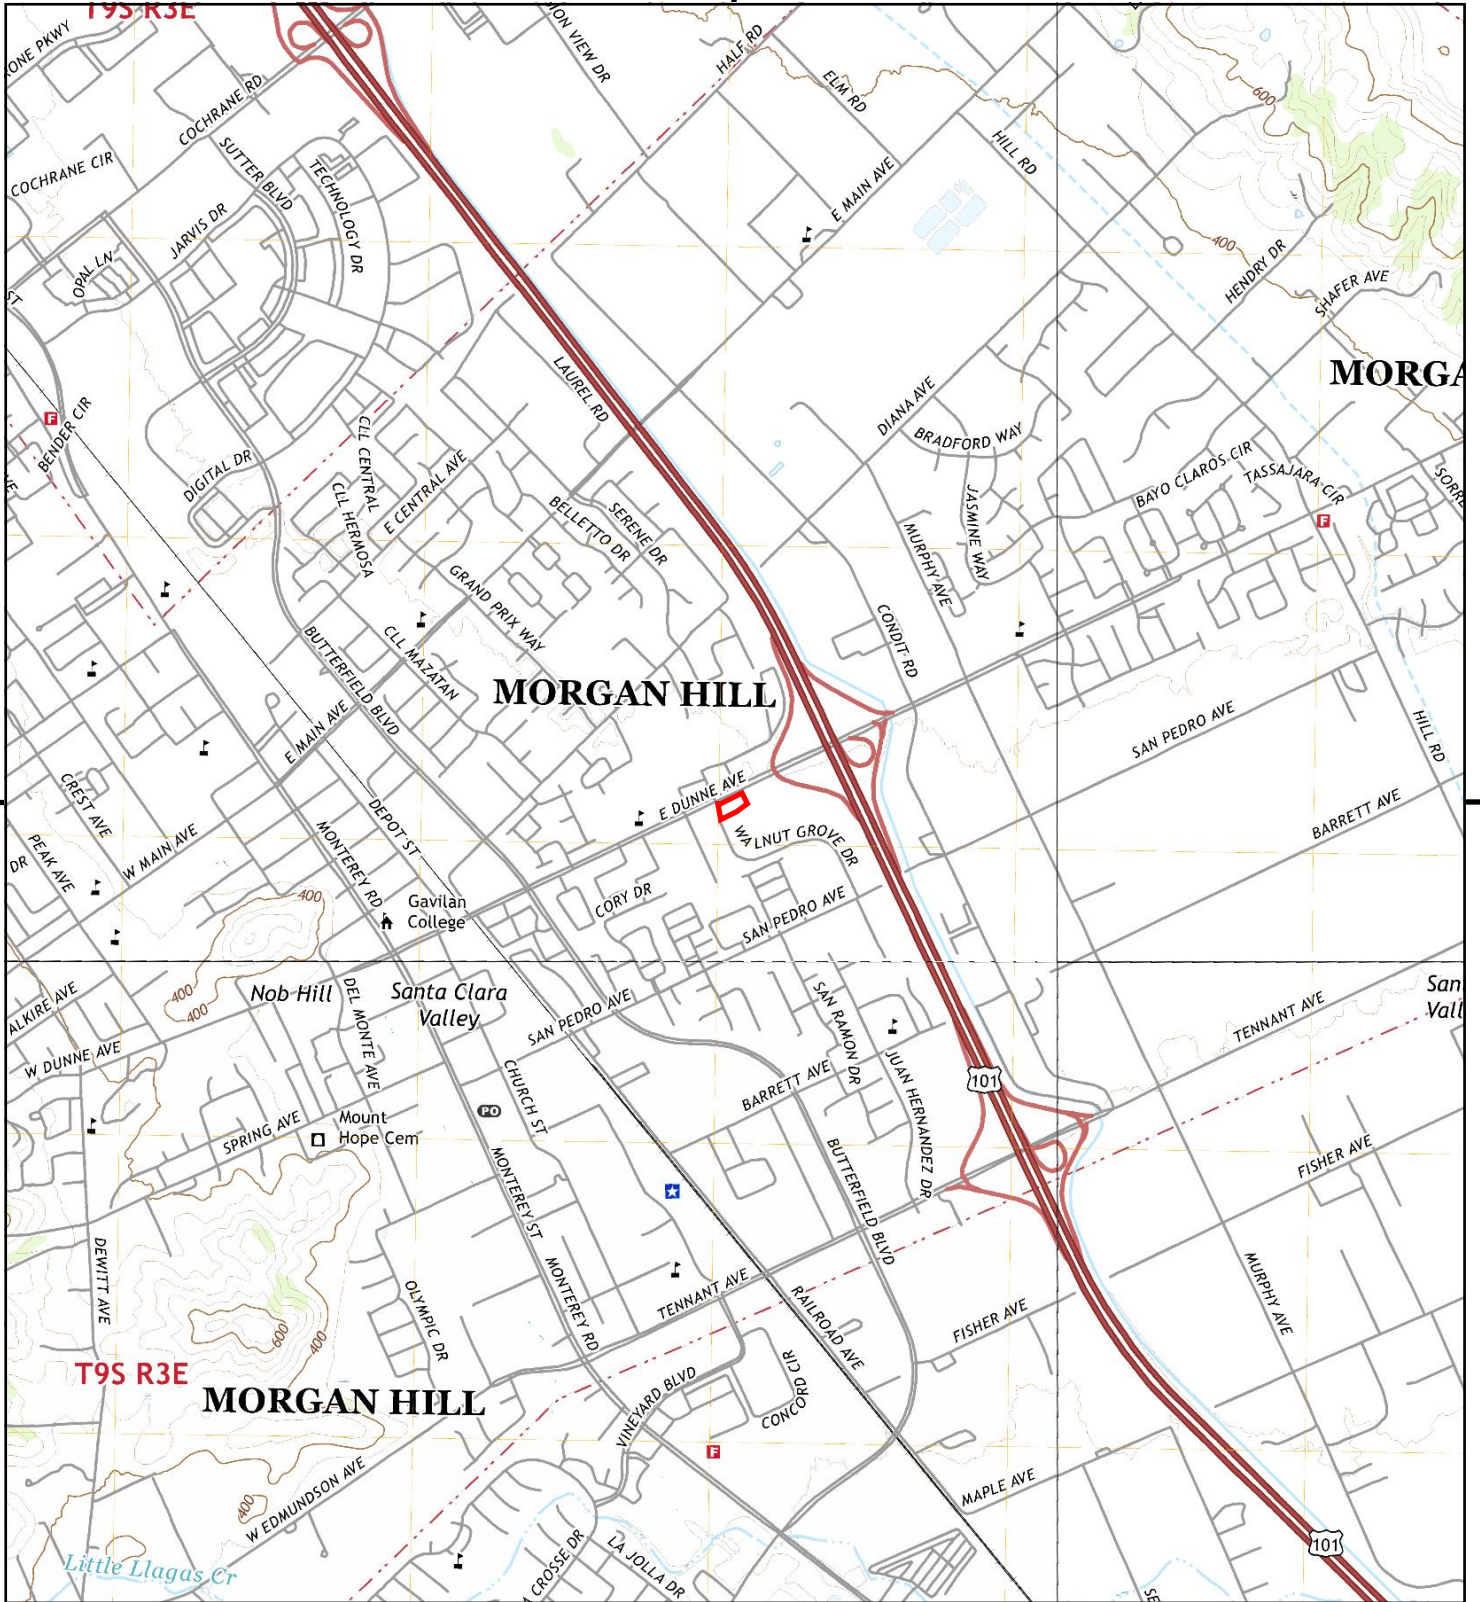 T9S R3E
RONE PKWY
COCHRANE RD
ION VIEW DR
HALF RD
ELM RD
HILL RD
600
COCHRANE CIR
SUTTER BLVD
TECHNOLOGY DR
E MAIN AVE
JARVIS DR
OPAL LN
400
HENDRY DR
SHAFER AVE
ST
LAUREL RD
MORGA
BENDER CIR
F
DIANA AVE
BRADFORD WAY
CLL CENTRAL
E CENTRAL AVE
CLL HERMOSA
DIGITAL DR
BAYO CLAROS CIR
TASSAJARA CIR
SORRE
VE
SERENE DR
BELLETTO DR
JASMINE WAY
MURPHY AVE
F
GRAND PRIX WAY
CLL MAZATAN
BUTTERFIELD BLVD
CONDIT RD
MORGAN HILL
E MAIN AVE
SAN PEDRO AVE
HILL RD
CREST AVE
E DUNNE AVE
BARRETT AVE
DEPOT ST
MONTEREY RD
W MAIN AVE
PEAK AVE
DR
WALNUT GROVE DR
400
CORY DR
SAN PEDRO AVE
Gavilan
College
Nob Hill
DEL MONTE AVE
Santa Clara
Valley
SAN PEDRO AVE
SAN RAMON DR
400
400
ALKIRE AVE
W DUNNE AVE
San
Vall
TENNANT AVE
CHURCH ST
BARRETT AVE
JUAN HERNANDEZ DR
101
PO
SPRING AVE
Mount
Hope Cem
MONTEREY ST
BUTTERFIELD BLVD
FISHER AVE
DEWITT AVE
MONTEREY RD
TENNANT AVE
RAILROAD AVE
MURPHY AVE
OLYMPIC DR
600
400
FISHER AVE
T9S R3E
MORGAN HILL
VINEYARD BLVD
CONCORD CIR
F
W EDMUNDSON AVE
400
MAPLE AVE
101
Little Llagas Cr
A CROSSE DR
LA JOLLA DR
SE